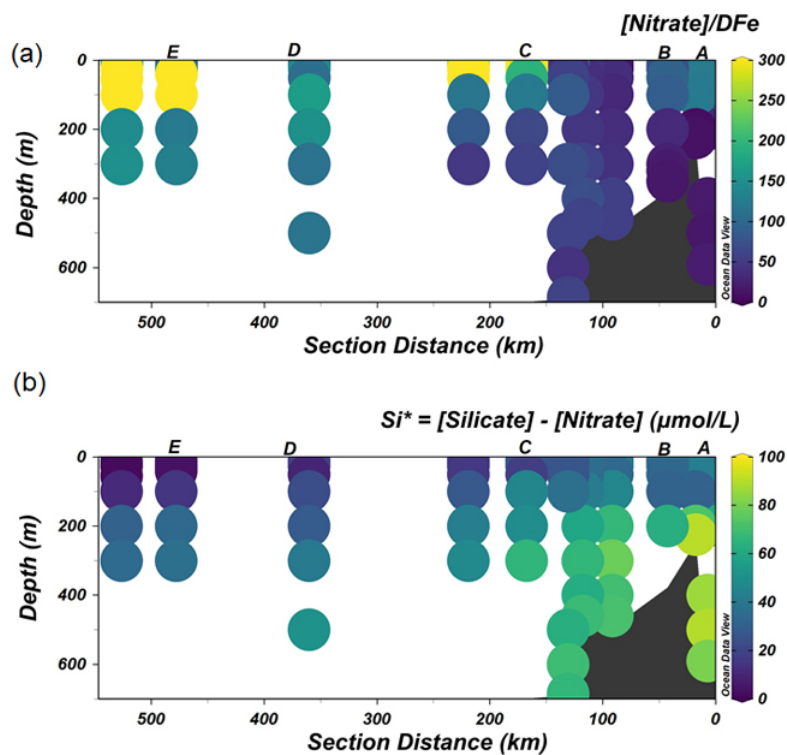 [Nitrate]/DFe
(a)
E D C B A
0
200
400
600
Depth (m)
500 400 300 200 100 0
Section Distance (km)
Ocean Data View
300
250
200
150
100
50
0
(b)
Si* = [Silicate] - [Nitrate] (µmol/L)
E D C B A
0
200
400
600
Depth (m)
500 400 300 200 100 0
Section Distance (km)
Ocean Data View
100
80
60
40
20
0